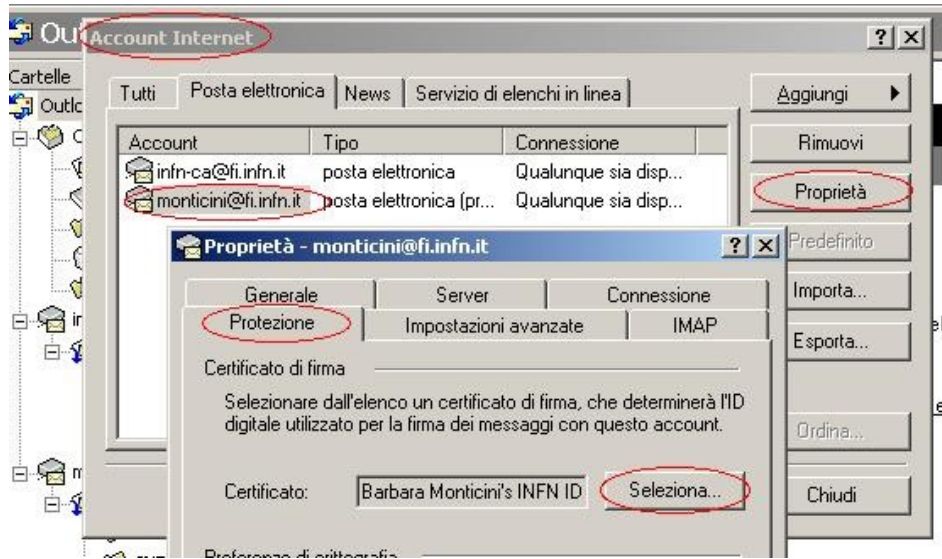 Account Internet
Cartelle
Tutti
Posta elettronica
News
Servizio di elenchi in linea
Aggiungi
Account
Tipo
Connessione
Rimuovi
infn-ca@fi.infn.it posta elettronica Qualunque sia disp...
monticini@fi.infn.it posta elettronica (pr... Qualunque sia disp...
Proprietà
Proprietà - monticini@fi.infn.it
Predefinito
Generale
Server
Connessione
Importa...
Protezione
Impostazioni avanzate
IMAP
Esporta...
Certificato di firma
Selezionare dall'elenco un certificato di firma, che determinerà l'ID
digitale utilizzato per la firma dei messaggi con questo account.
Ordina...
Certificato:
Barbara Monticini's INFN ID
Seleziona...
Chiudi
Preferenze di crittografia